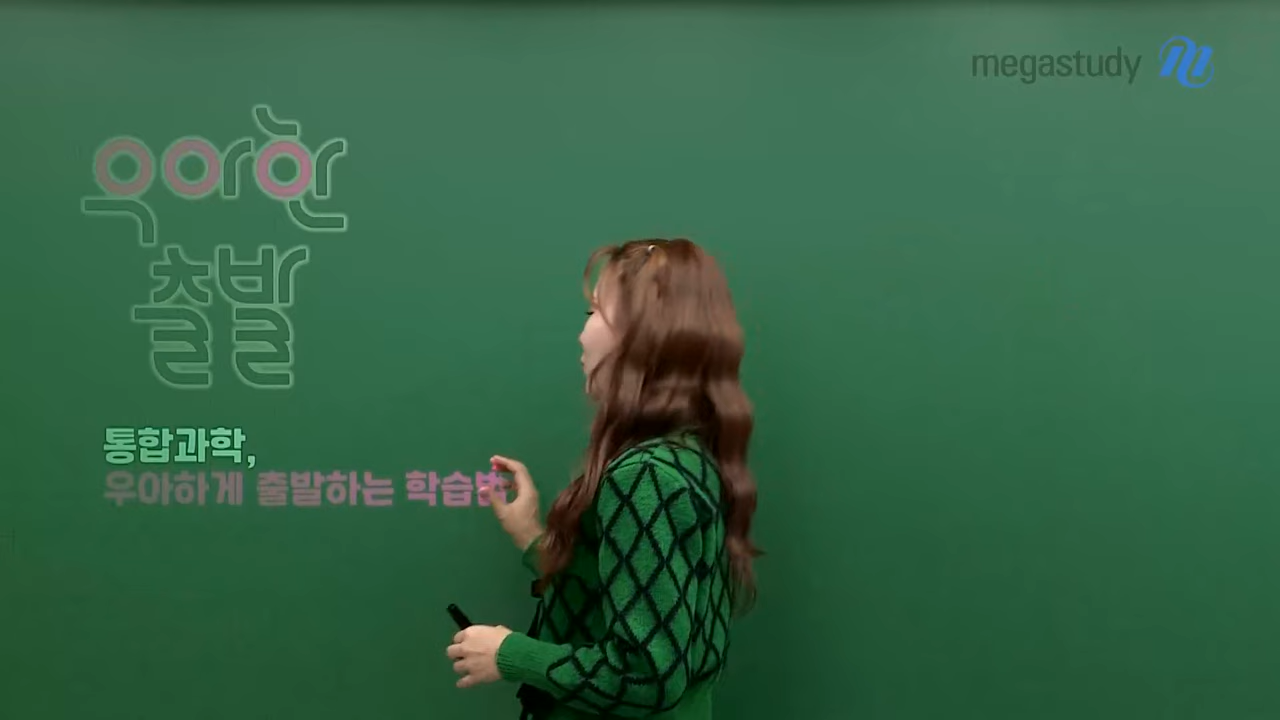 megastudy
우아한
출발
통합과학,
우아하게 출발하는 학습법